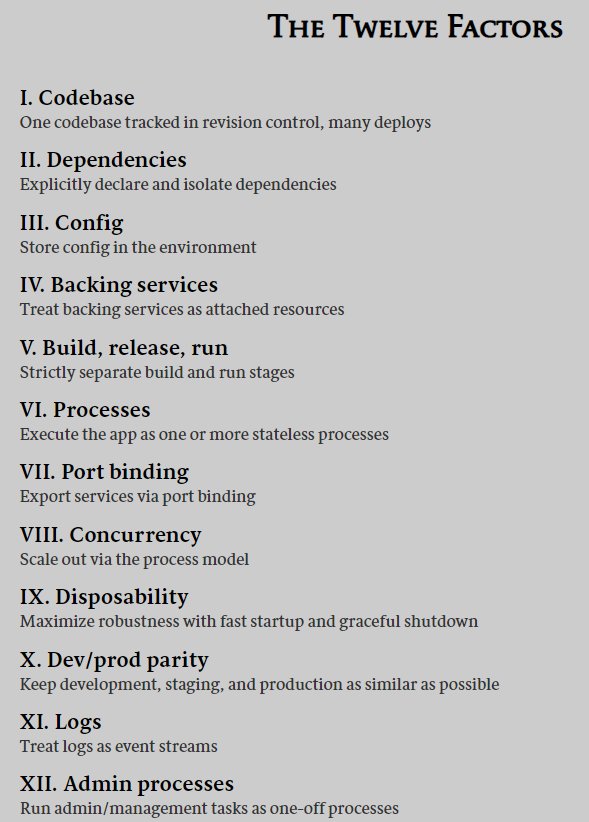 The Twelve Factors
I. Codebase
One codebase tracked in revision control, many deploys
II. Dependencies
Explicitly declare and isolate dependencies
III. Config
Store config in the environment
IV. Backing services
Treat backing services as attached resources
V. Build, release, run
Strictly separate build and run stages
VI. Processes
Execute the app as one or more stateless processes
VII. Port binding
Export services via port binding
VIII. Concurrency
Scale out via the process model
IX. Disposability
Maximize robustness with fast startup and graceful shutdown
X. Dev/prod parity
Keep development, staging, and production as similar as possible
XI. Logs
Treat logs as event streams
XII. Admin processes
Run admin/management tasks as one-off processes